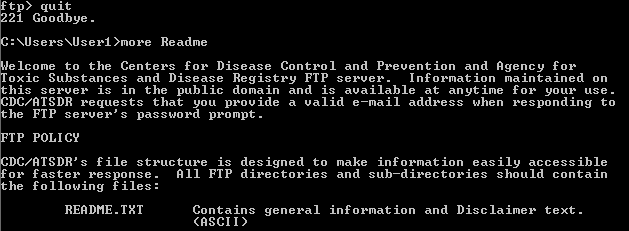 ftp> quit
221 Goodbye.
C:\Users\User1>more Readme
Welcome to the Centers for Disease Control and Prevention and Agency for
Toxic Substances and Disease Registry FTP server.  Information maintained on
this server is in the public domain and is available at anytime for your use.
CDC/ATSDR requests that you provide a valid e-mail address when responding to
the FTP server's password prompt.
FTP POLICY
CDC/ATSDR's file structure is designed to make information easily accessible
for faster response.  All FTP directories and sub-directories should contain
the following files:
README.TXT      Contains general information and Disclaimer text.
(ASCII)